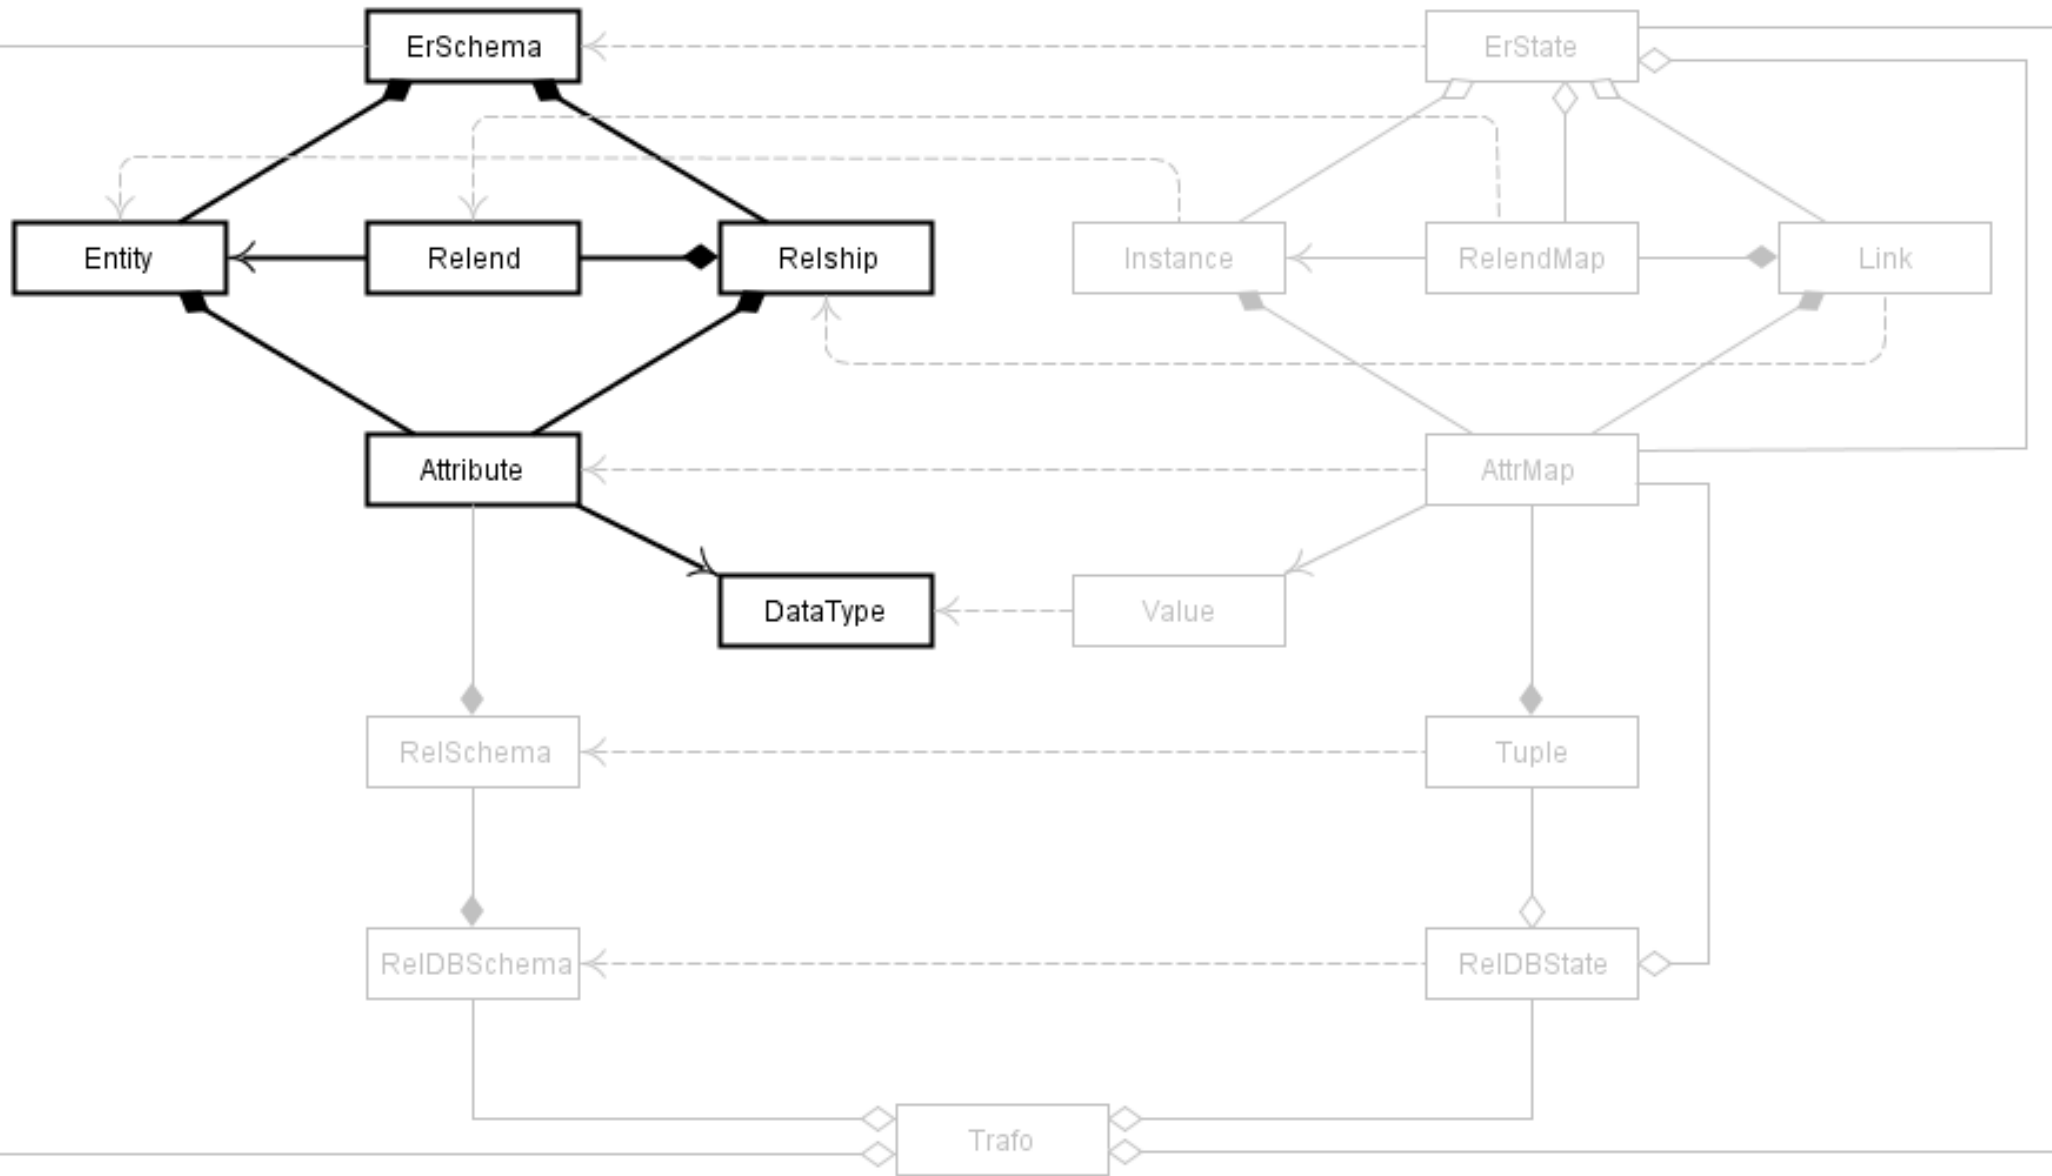 ErSchema
ErState
Entity
Relend
Relship
Instance
RelendMap
Link
Attribute
AttrMap
DataType
Value
RelSchema
Tuple
RelDBSchema
RelDBState
Trafo